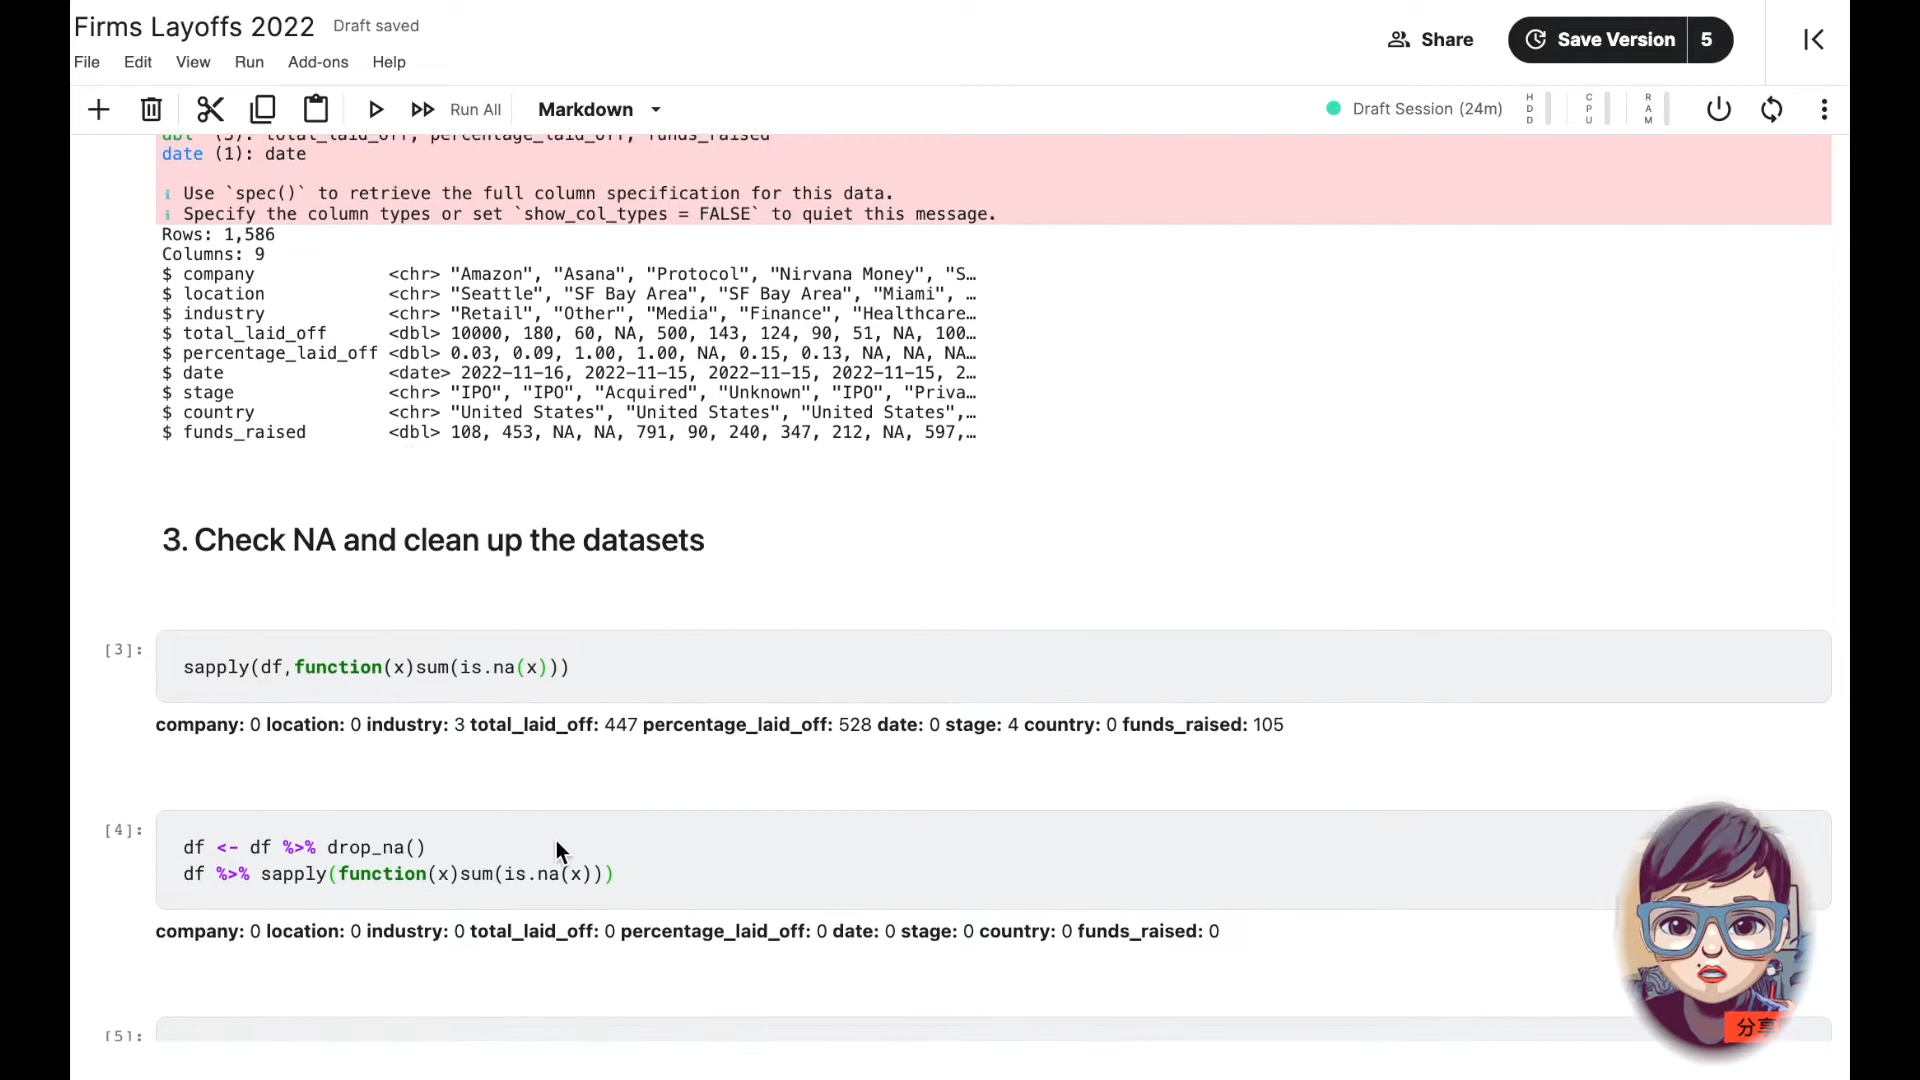 Firms Layoffs 2022 Draft saved
Share
Save Version 5
File Edit View Run Add-ons Help
Run All Markdown
Draft Session (24m)
HDD CPU RAM
dbl (3): total_laid_off, percentage_laid_off, funds_raised
date (1): date
ℹ Use `spec()` to retrieve the full column specification for this data.
ℹ Specify the column types or set `show_col_types = FALSE` to quiet this message.
Rows: 1,586
Columns: 9
$ company <chr> "Amazon", "Asana", "Protocol", "Nirvana Money", "S…
$ location <chr> "Seattle", "SF Bay Area", "SF Bay Area", "Miami", …
$ industry <chr> "Retail", "Other", "Media", "Finance", "Healthcare…
$ total_laid_off <dbl> 10000, 180, 60, NA, 500, 143, 124, 90, 51, NA, 100…
$ percentage_laid_off <dbl> 0.03, 0.09, 1.00, 1.00, NA, 0.15, 0.13, NA, NA, NA…
$ date <date> 2022-11-16, 2022-11-15, 2022-11-15, 2022-11-15, 2…
$ stage <chr> "IPO", "IPO", "Acquired", "Unknown", "IPO", "Priva…
$ country <chr> "United States", "United States", "United States",…
$ funds_raised <dbl> 108, 453, NA, NA, 791, 90, 240, 347, 212, NA, 597,…
3. Check NA and clean up the datasets
[3]:
sapply(df,function(x)sum(is.na(x)))
company: 0 location: 0 industry: 3 total_laid_off: 447 percentage_laid_off: 528 date: 0 stage: 4 country: 0 funds_raised: 105
[4]:
df <- df %>% drop_na()
df %>% sapply(function(x)sum(is.na(x)))
company: 0 location: 0 industry: 0 total_laid_off: 0 percentage_laid_off: 0 date: 0 stage: 0 country: 0 funds_raised: 0
分享
[5]: